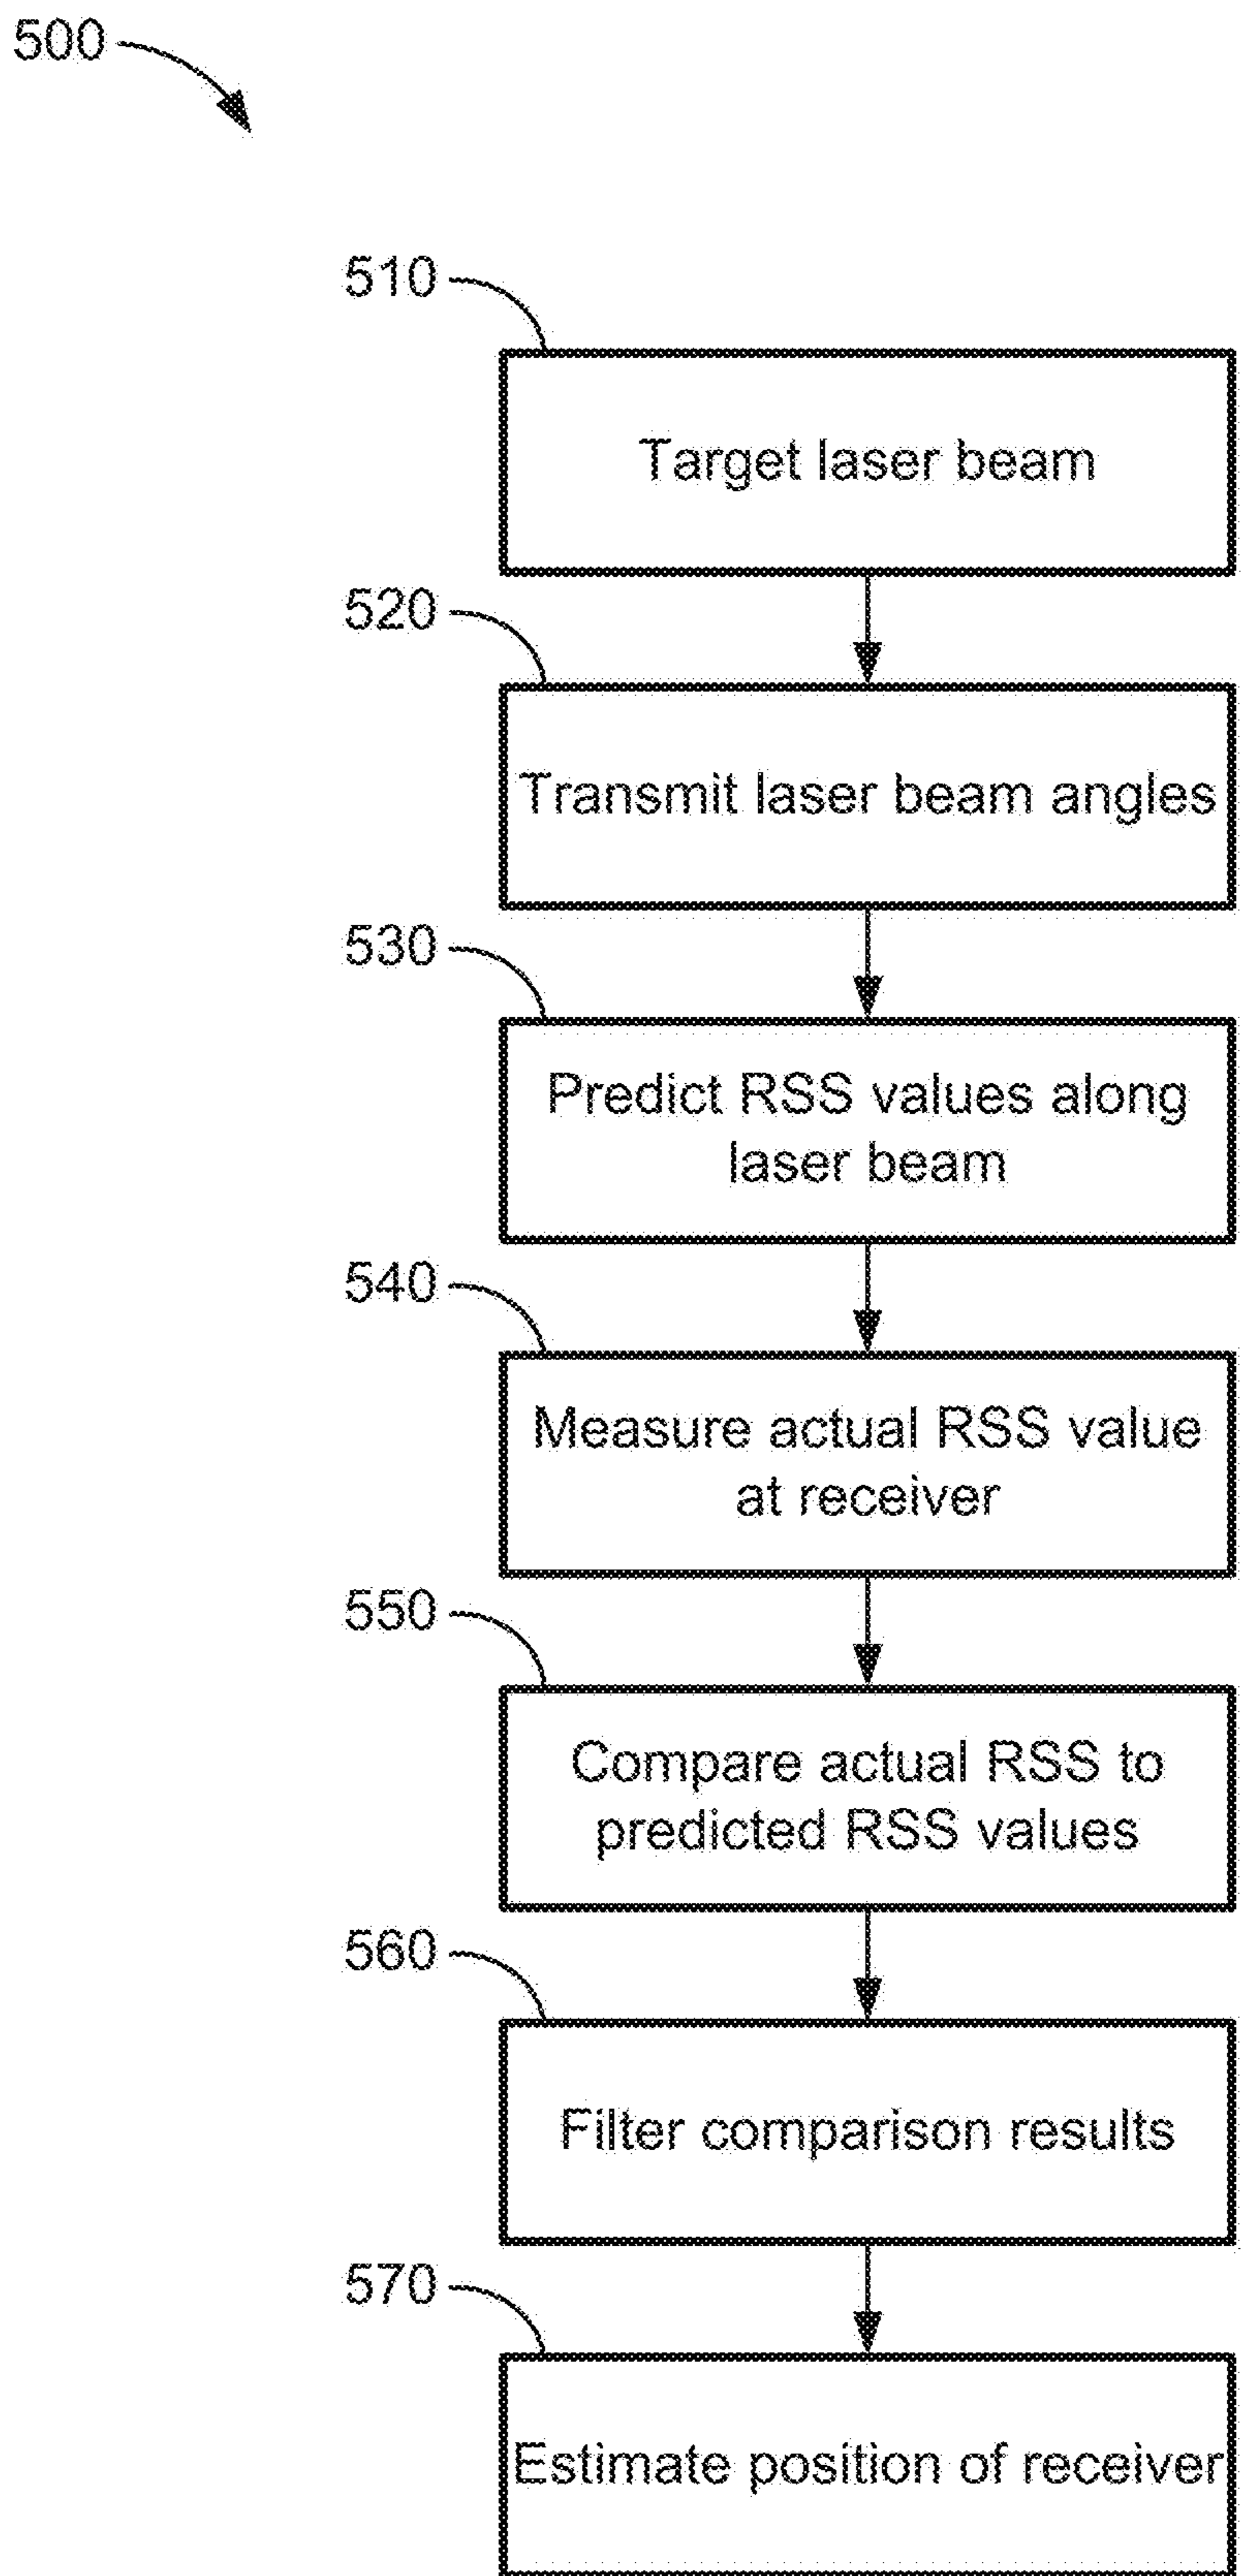 500
510
Target laser beam
520
Transmit laser beam angles
530
Predict RSS values along
laser beam
540
Measure actual RSS value
at receiver
550
Compare actual RSS to
predicted RSS values
560
Filter comparison results
570
Estimate position of receiver